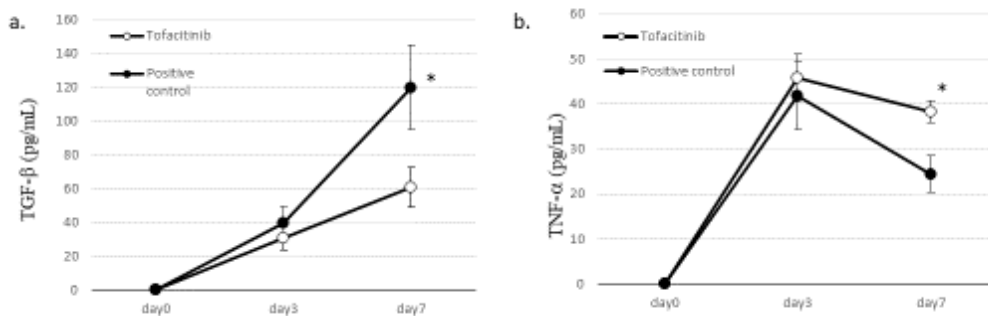 a.
160
140
120
100
80
60
40
20
0
TGF-β (pg/mL)
Tofacitinib
Positive
control
*
day0
day3
day7
b.
60
50
40
30
20
10
0
TNF-α (pg/mL)
Tofacitinib
Positive control
*
day0
day3
day7